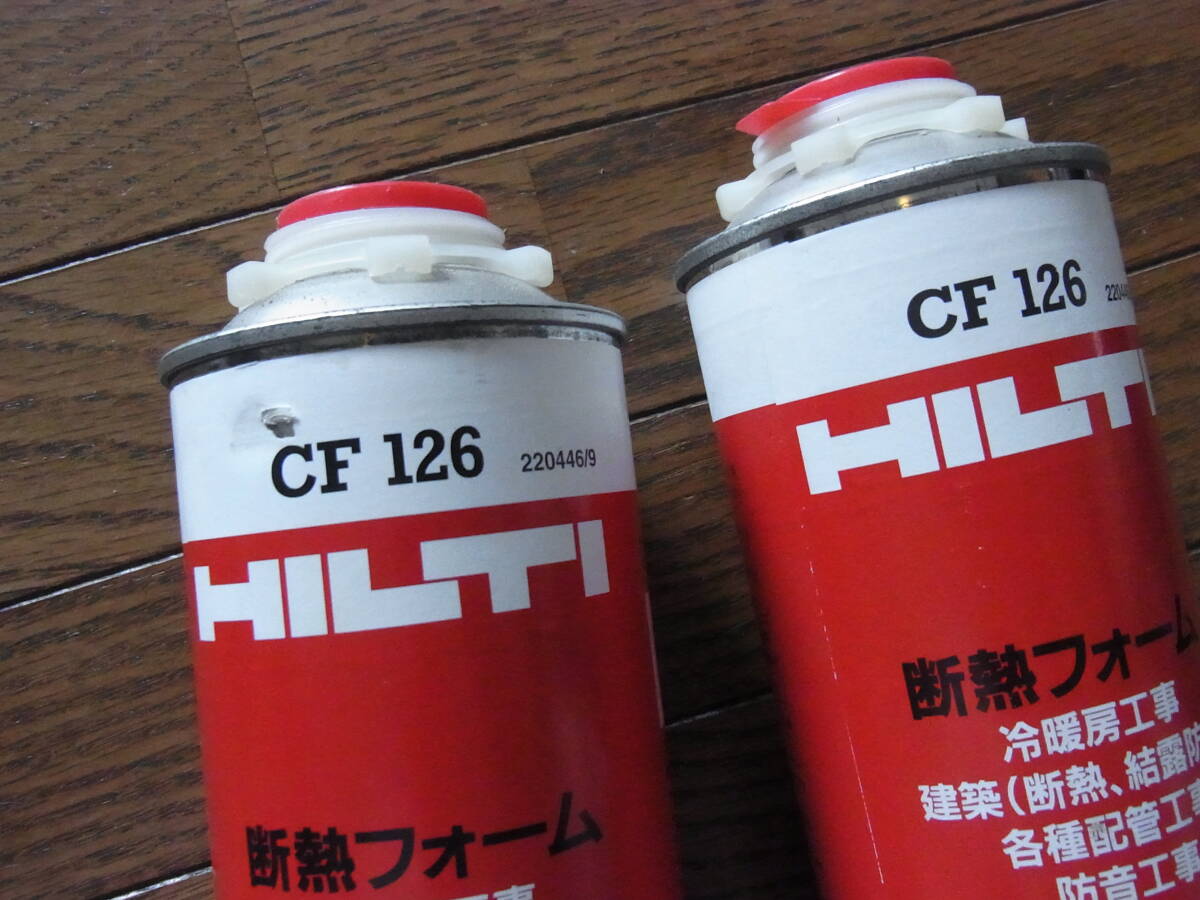 CF 126 220446/9
HILTI
断熱フォーム
CF 126
HILTI
断熱フォーム
冷暖房工事
建築(断熱、結露防
各種配管工事
防音工事